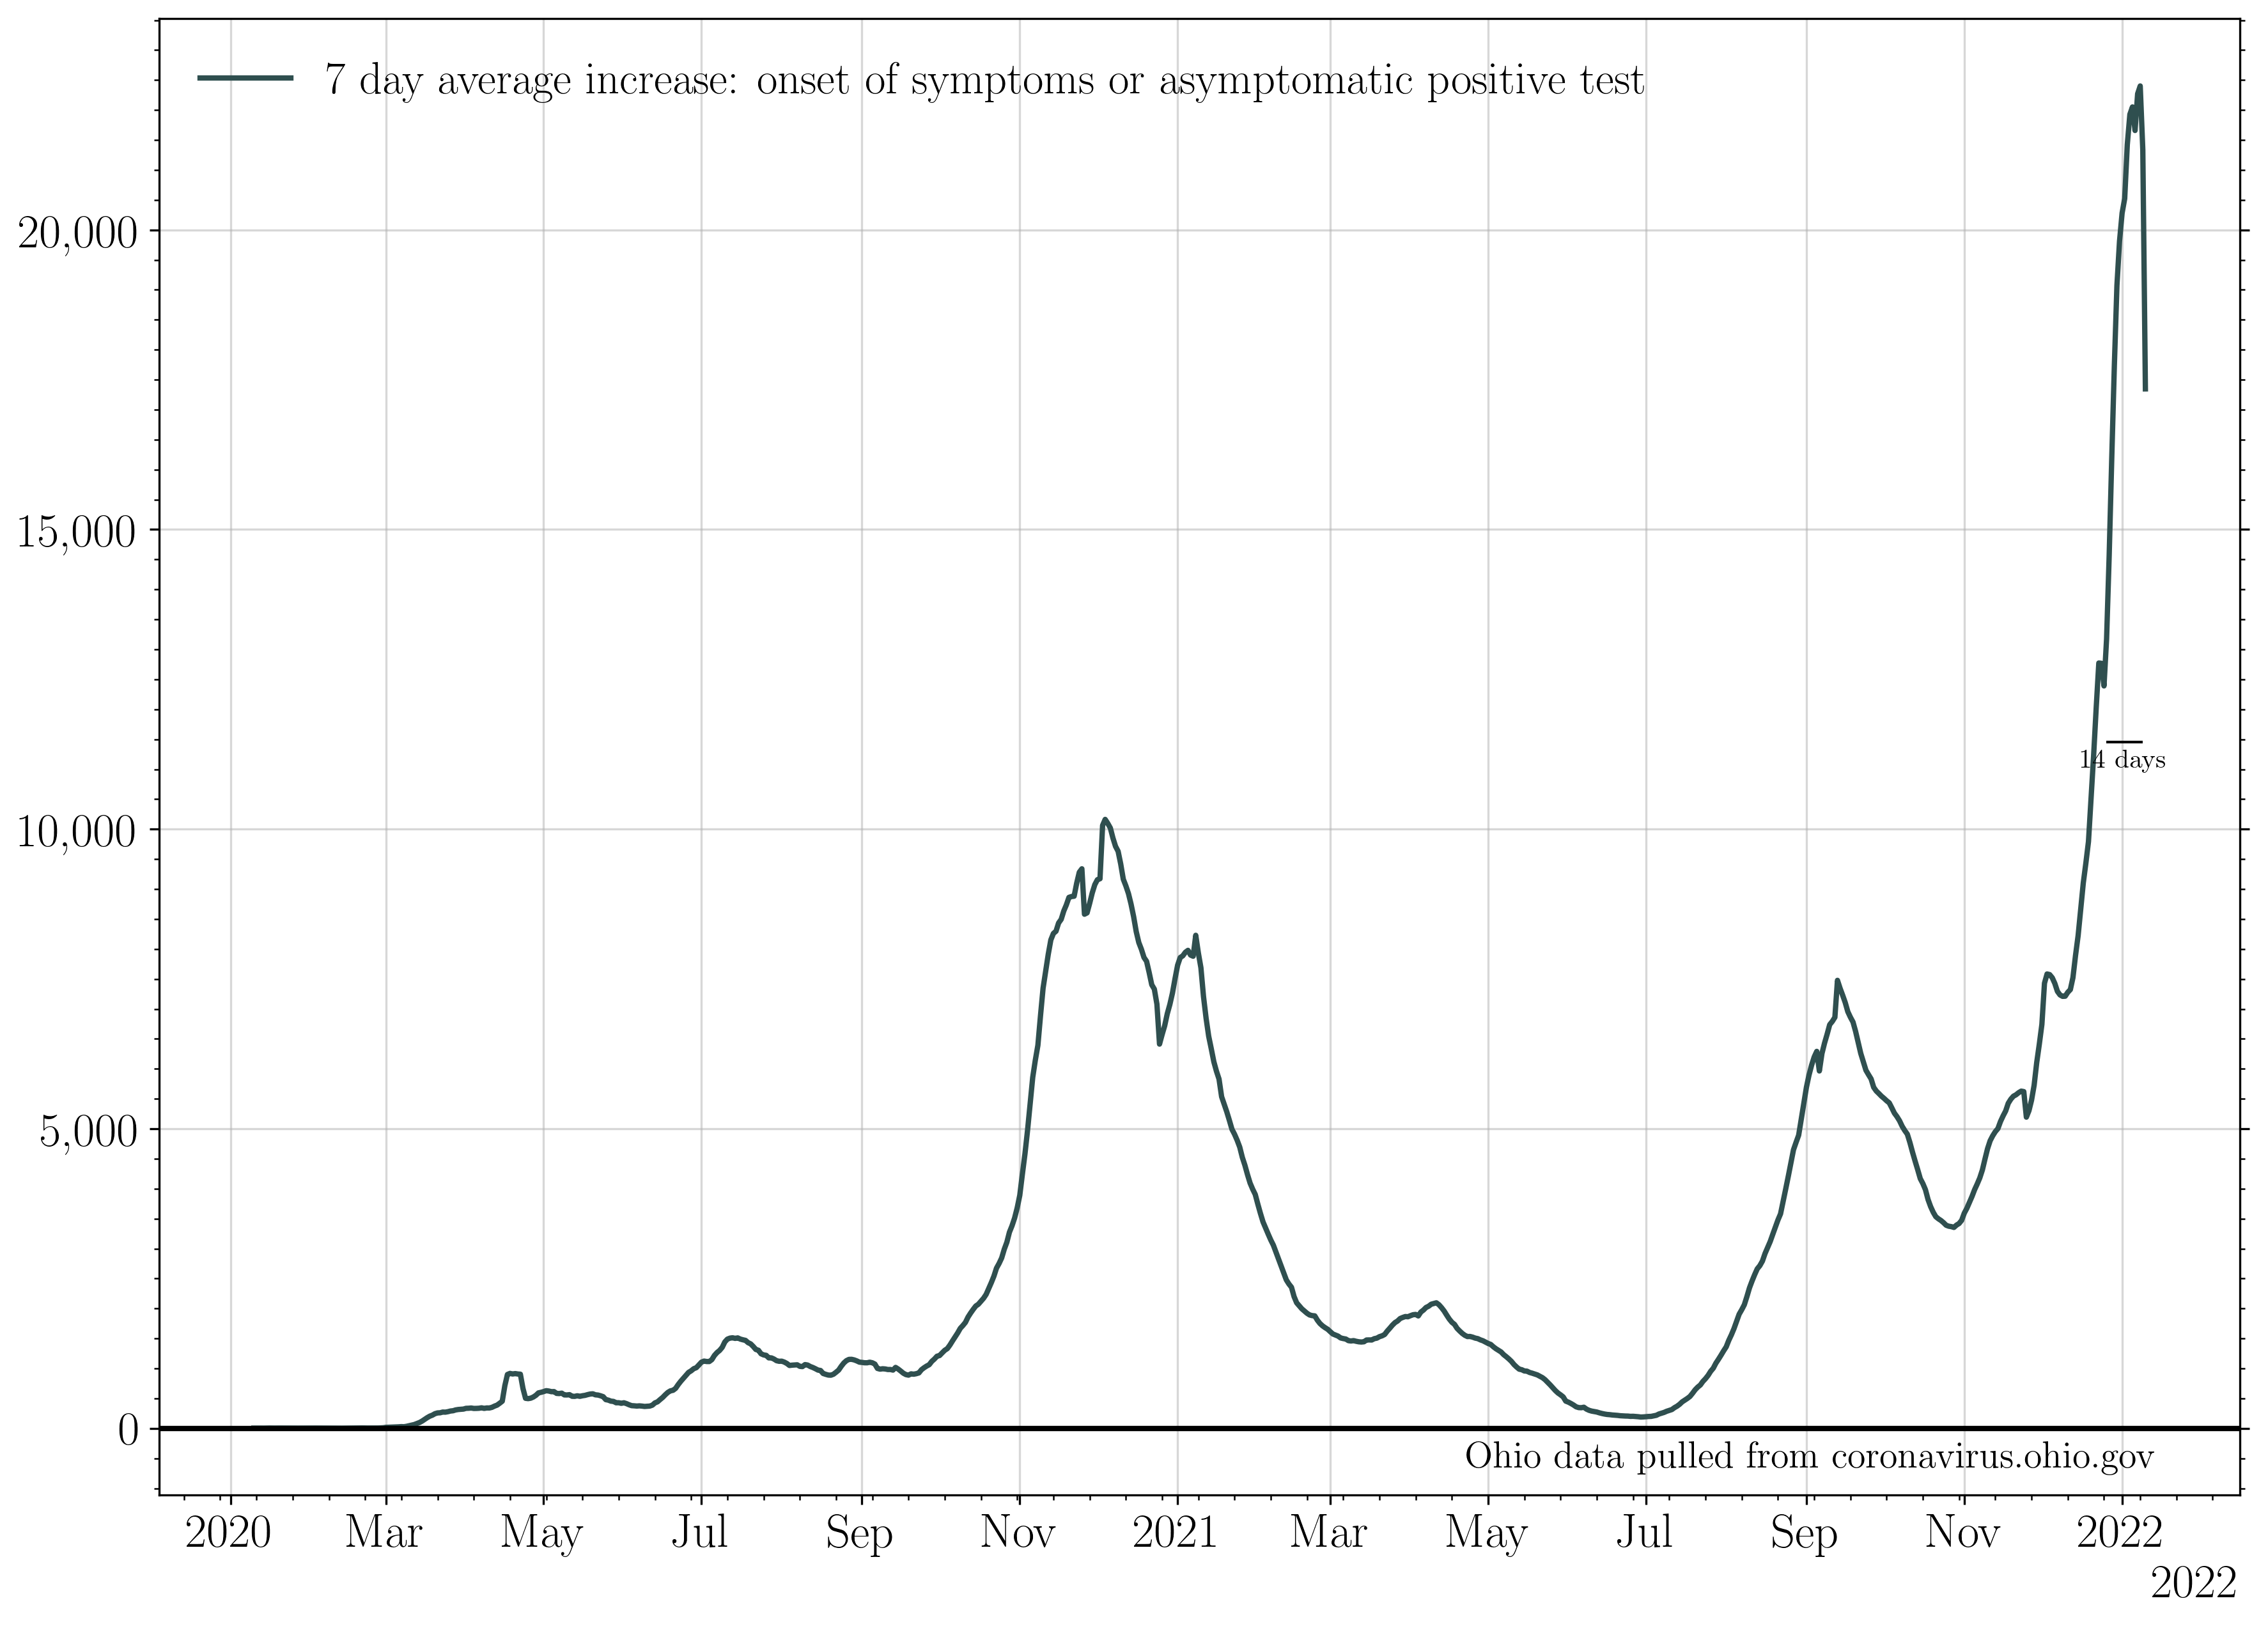 7 day average increase: onset of symptoms or asymptomatic positive test
20,000
15,000
14 days
10,000
5,000
0
Ohio data pulled from coronavirus.ohio.gov
2020 Mar May Jul Sep Nov 2021 Mar May Jul Sep Nov 2022
2022